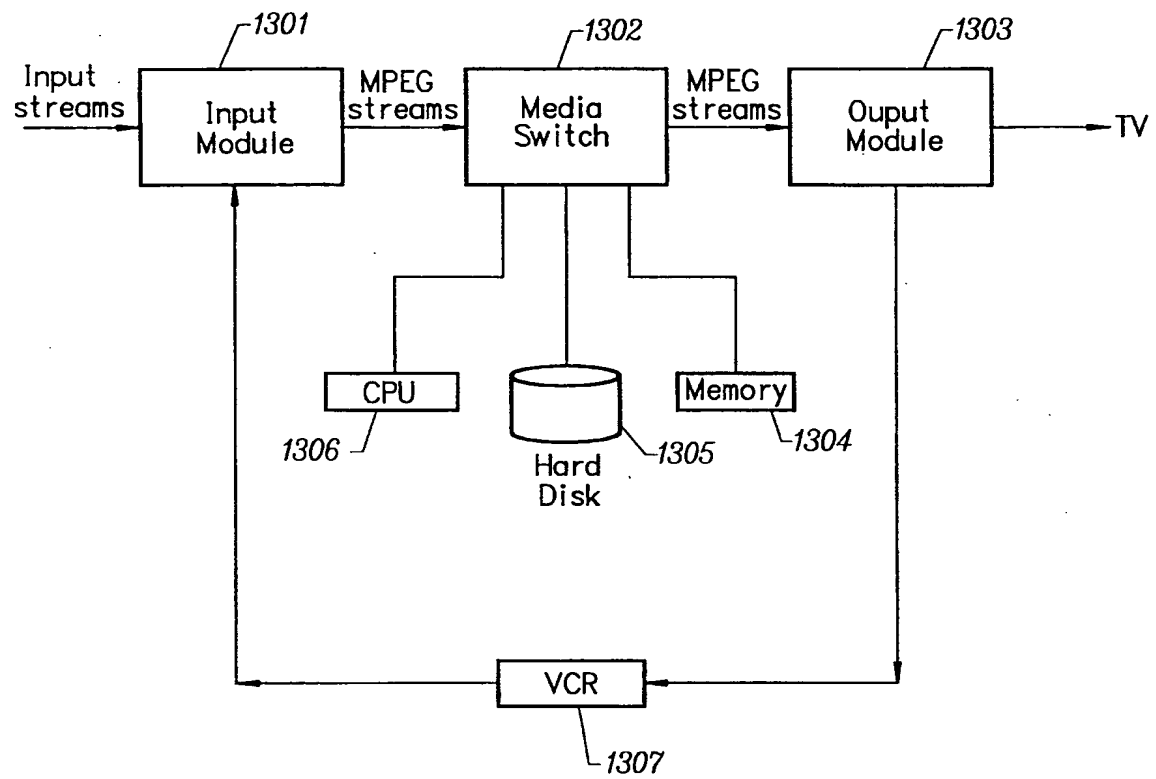 1301
1302
1303
Input
streams
Input
Module
MPEG
streams
Media
Switch
MPEG
streams
Ouput
Module
TV
CPU
1306
Hard
Disk
1305
Memory
1304
VCR
1307